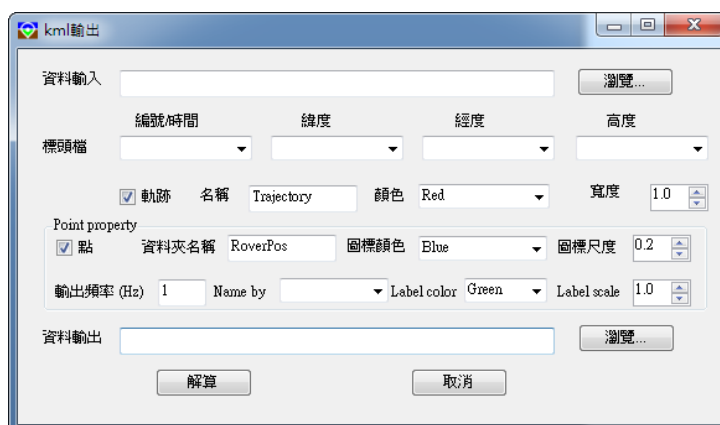 kml輸出
資料輸入 瀏覽...
編號/時間 緯度 經度 高度
標頭檔
軌跡 名稱 Trajectory 顏色 Red 寬度 1.0
Point property
點 資料夾名稱 RoverPos 圖標顏色 Blue 圖標尺度 0.2
輸出頻率 (Hz) 1 Name by Label color Green Label scale 1.0
資料輸出 瀏覽...
解算 取消